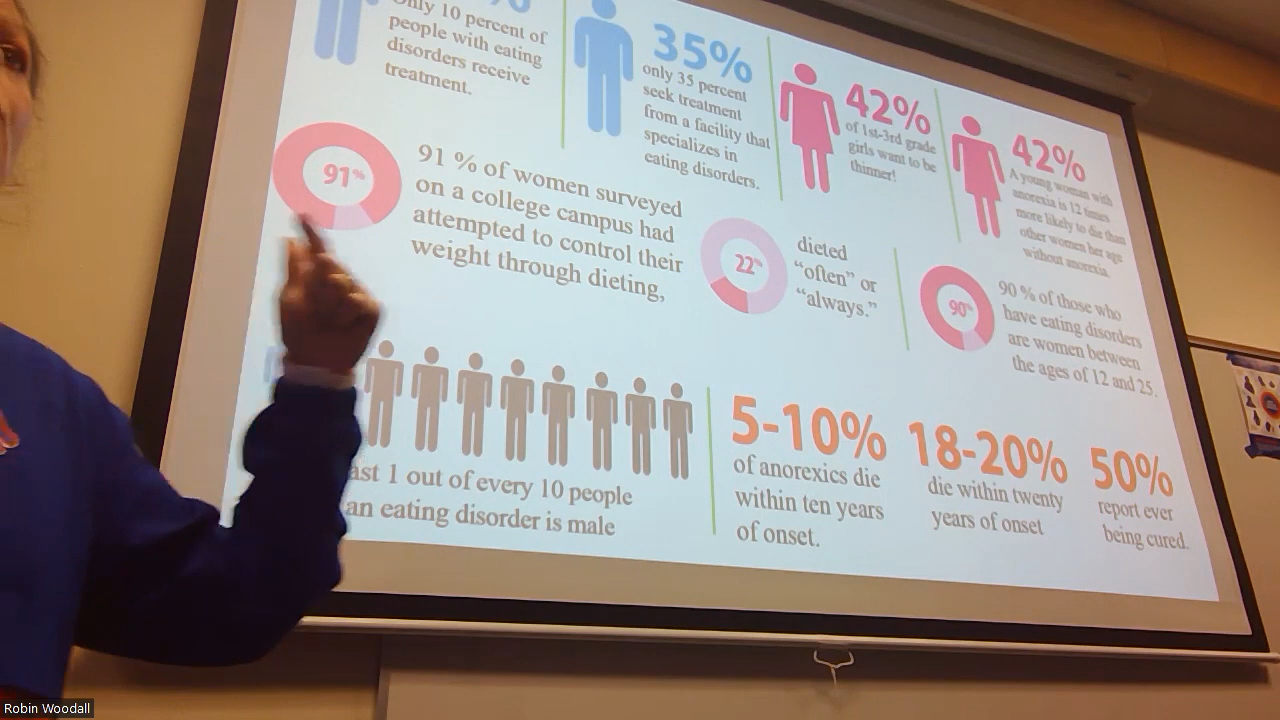 %
Only 10 percent of
people with eating
disorders receive
treatment.
35%
only 35 percent
seek treatment
from a facility that
specializes in
eating disorders.
42%
of 1st-3rd grade
girls want to be
thinner!
42%
A young woman with
anorexia is 12 times
more likely to die than
other women her age
without anorexia.
91%
91 % of women surveyed
on a college campus had
attempted to control their
weight through dieting,
22%
dieted
“often” or
“always.”
90%
90 % of those who
have eating disorders
are women between
the ages of 12 and 25.
ast 1 out of every 10 people
an eating disorder is male
5-10%
of anorexics die
within ten years
of onset.
18-20%
die within twenty
years of onset
50%
report ever
being cured.
Robin Woodall